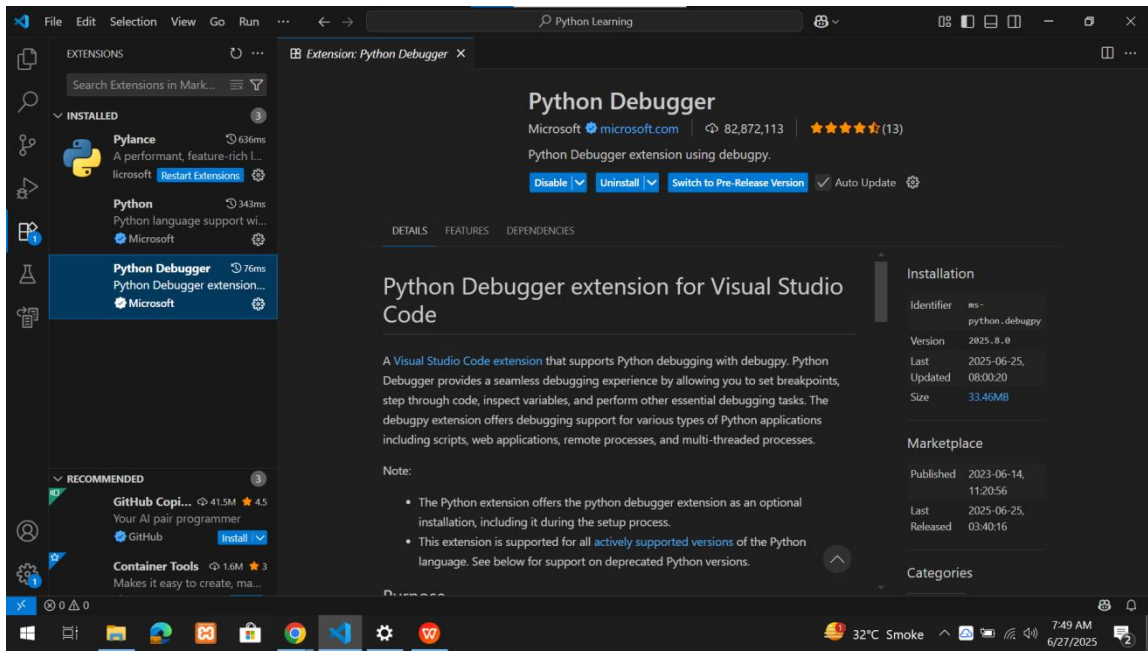 File Edit Selection View Go Run ··· Python Learning
EXTENSIONS
Search Extensions in Mark...
INSTALLED 3
Pylance 636ms
A performant, feature-rich l...
licrosoft Restart Extensions
Python 343ms
Python language support wi...
Microsoft
Python Debugger 76ms
Python Debugger extension...
Microsoft
RECOMMENDED 3
GitHub Copi... 41.5M 4.5
Your AI pair programmer
GitHub Install
Container Tools 1.6M 3
Makes it easy to create, ma...
1
1
Extension: Python Debugger
Python Debugger
Microsoft microsoft.com 82,872,113 (13)
Python Debugger extension using debugpy.
Disable Uninstall Switch to Pre-Release Version Auto Update
DETAILS FEATURES DEPENDENCIES
Python Debugger extension for Visual Studio
Code
A Visual Studio Code extension that supports Python debugging with debugpy. Python
Debugger provides a seamless debugging experience by allowing you to set breakpoints,
step through code, inspect variables, and perform other essential debugging tasks. The
debugpy extension offers debugging support for various types of Python applications
including scripts, web applications, remote processes, and multi-threaded processes.
Note:
• The Python extension offers the python debugger extension as an optional
installation, including it during the setup process.
• This extension is supported for all actively supported versions of the Python
language. See below for support on deprecated Python versions.
Purpose
Installation
Identifier ms-
python.debugpy
Version 2025.8.0
Last 2025-06-25,
Updated 08:00:20
Size 33.46MB
Marketplace
Published 2023-06-14,
11:20:56
Last 2025-06-25,
Released 03:40:16
Categories
0 0
32°C Smoke
7:49 AM
6/27/2025
2